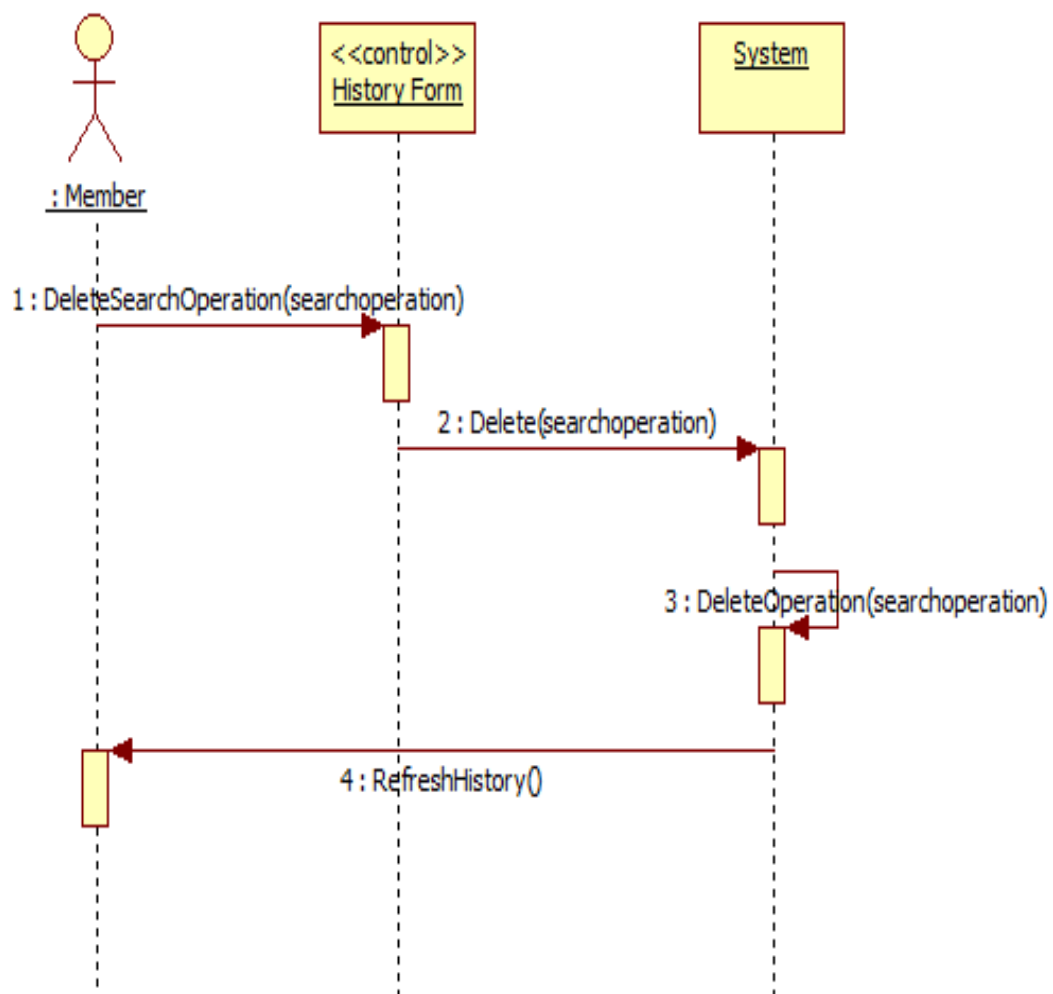 <<control>>
History Form
System
: Member
1 : DeleteSearchOperation(searchoperation)
2 : Delete(searchoperation)
3 : DeleteOperation(searchoperation)
4 : RefreshHistory()